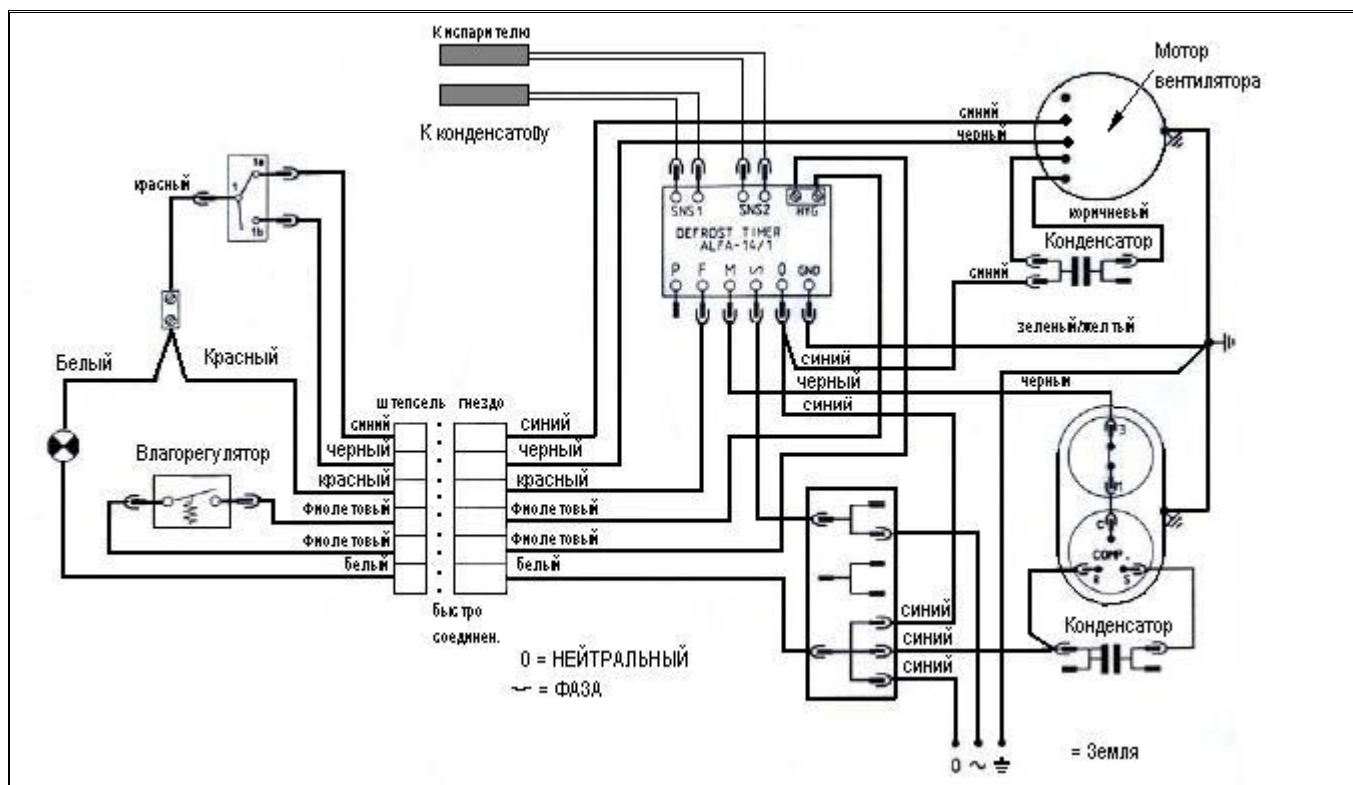 К испарителю
К конденсатоРу
Мотор
вентилятора
синий
черный
коричневый
Конденсатор
синий
зеленый/желтый
красный
1a
1
1b
SNS1
SNS2
HYG
DEFROST TIMER
ALFA-14/1
P F M ∽ 0 GND
Белый
Красный
синий
черный
синий
черным
штепсель
гнездо
синий
черный
красный
Фиолетовый
Фиолетовый
белый
синий
черный
красный
Фиолетовый
Фиолетовый
белый
Влагорегулятор
быстро
соединен.
0 = НЕЙТРАЛЬНЫЙ
∼ = ФАЗА
синий
синий
синий
C
COMP.
R S
Конденсатор
0 ~
= Земля